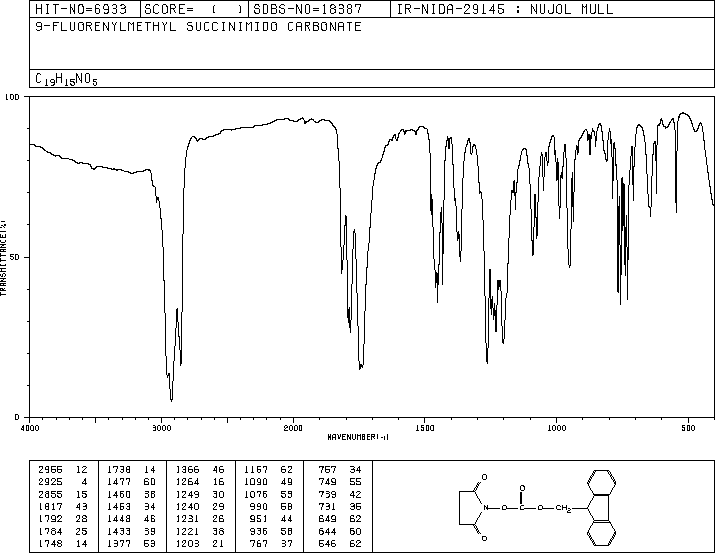 HIT-NO=6933 SCORE= ( ) SDBS-NO=18387 IR-NIDA-29145 : NUJOL MULL
9-FLUORENYLMETHYL SUCCINIMIDO CARBONATE
C19H15NO5
100
50
0
TRANSMITTANCE(%)
4000 3000 2000 1500 1000 500
WAVENUMBER(-1)
2955 12 1738 14 1366 46 1157 62 757 34
2925 4 1477 60 1264 16 1090 49 749 55
2855 15 1460 38 1249 30 1076 53 739 42
1817 43 1453 34 1240 29 990 58 731 35
1792 28 1448 46 1231 26 951 44 649 62
1784 25 1433 39 1221 38 936 58 644 60
1748 14 1377 53 1203 21 767 37 546 62
O O
N O O CH2
O